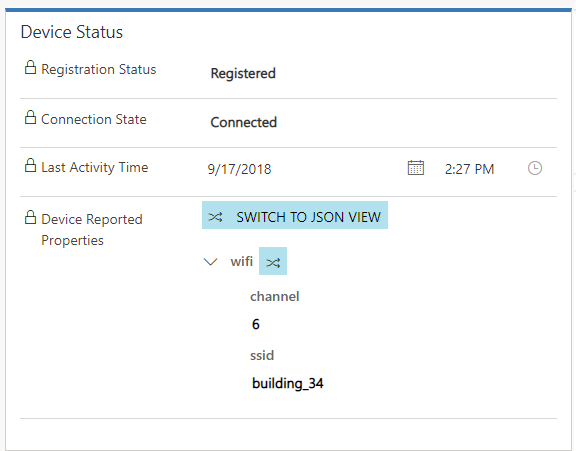 Device Status
Registration Status Registered
Connection State Connected
Last Activity Time 9/17/2018 2:27 PM
Device Reported SWITCH TO JSON VIEW
Properties
wifi
channel
6
ssid
building_34